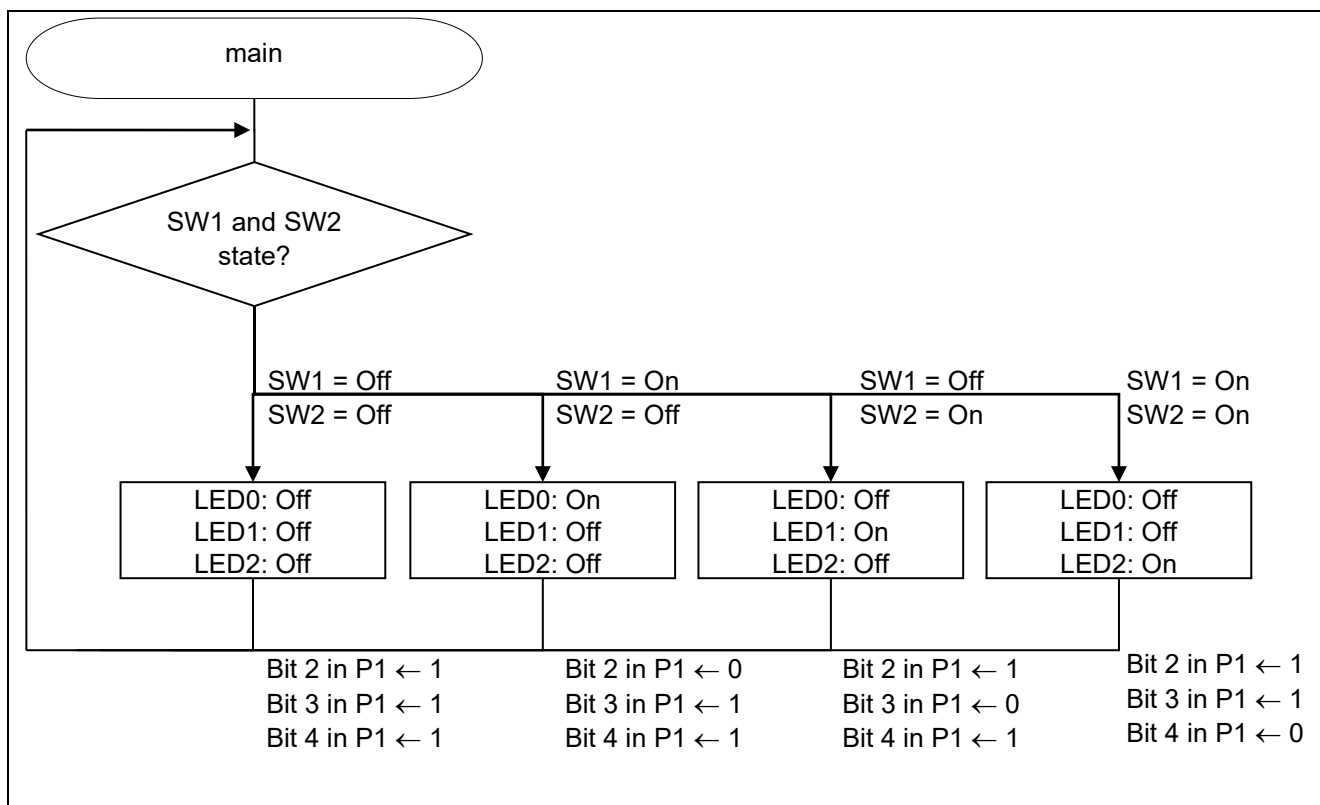 main
SW1 and SW2
state?
SW1 = Off
SW2 = Off
SW1 = On
SW2 = Off
SW1 = Off
SW2 = On
SW1 = On
SW2 = On
LED0: Off
LED1: Off
LED2: Off
LED0: On
LED1: Off
LED2: Off
LED0: Off
LED1: On
LED2: Off
LED0: Off
LED1: Off
LED2: On
Bit 2 in P1 ← 1
Bit 3 in P1 ← 1
Bit 4 in P1 ← 1
Bit 2 in P1 ← 0
Bit 3 in P1 ← 1
Bit 4 in P1 ← 1
Bit 2 in P1 ← 1
Bit 3 in P1 ← 0
Bit 4 in P1 ← 1
Bit 2 in P1 ← 1
Bit 3 in P1 ← 1
Bit 4 in P1 ← 0